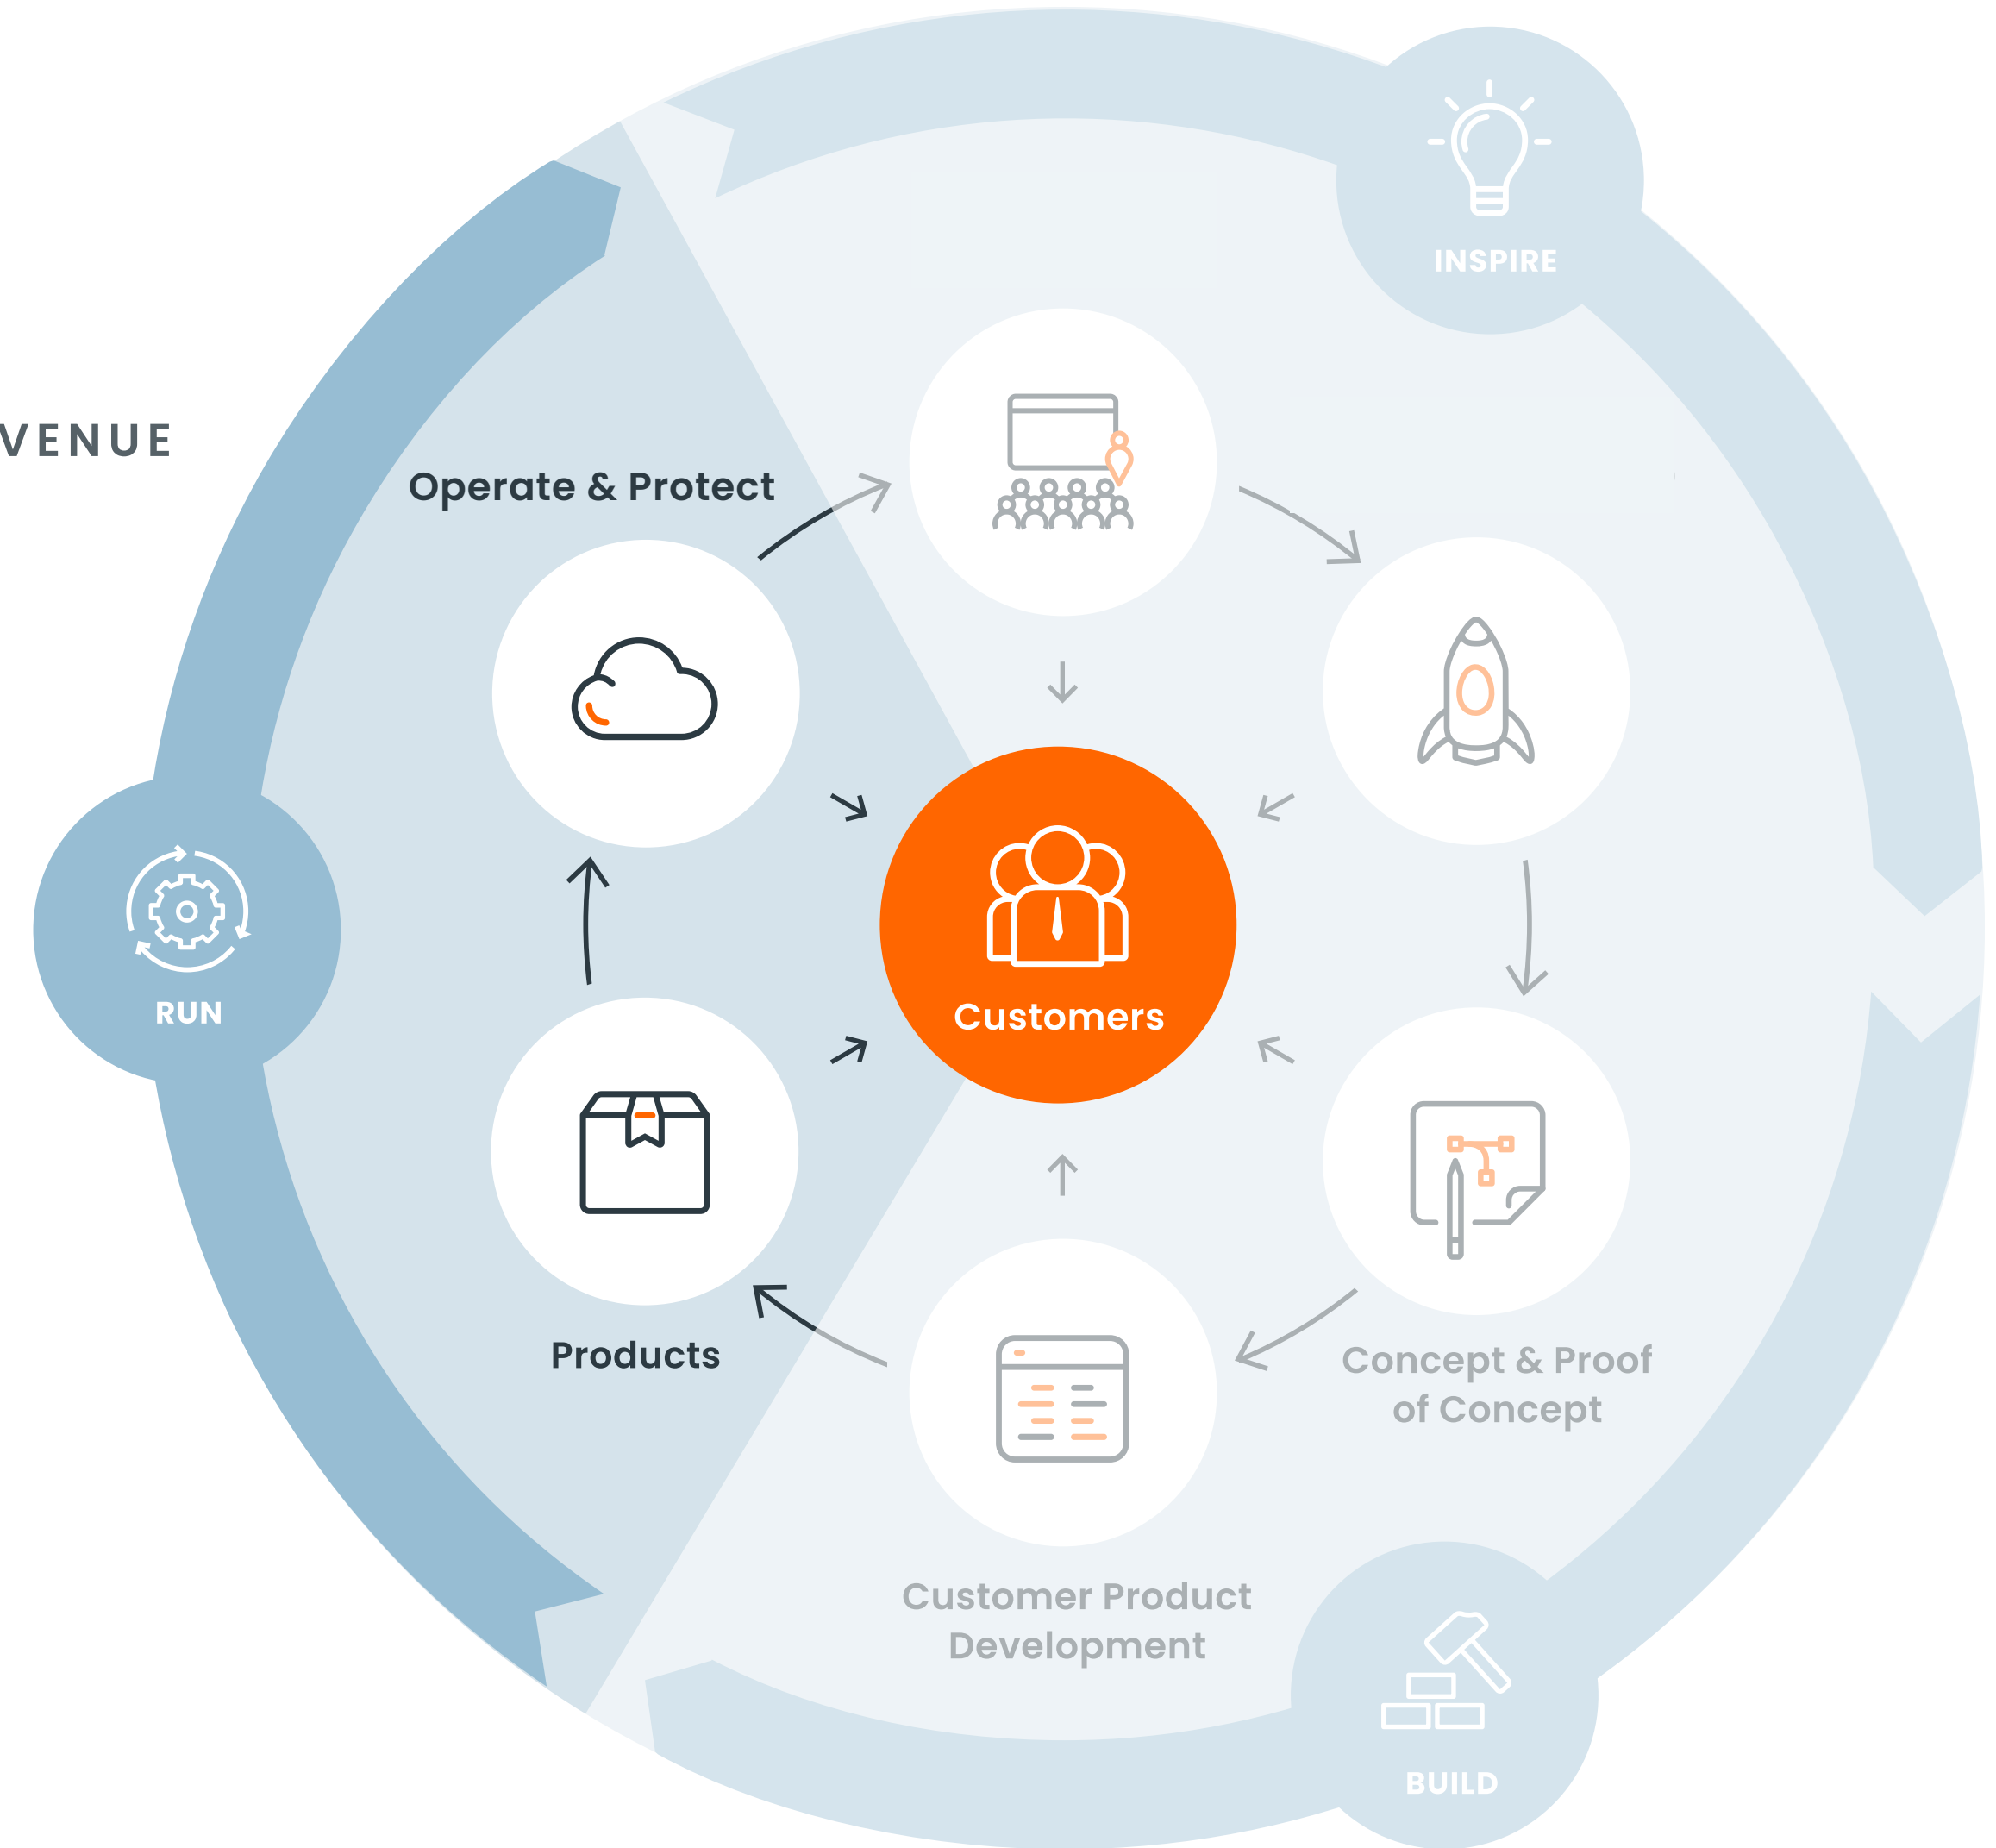 INSPIRE
VENUE
Operate & Protect
Customers
RUN
Products
Concept & Proof
of Concept
Customer Product
Development
BUILD